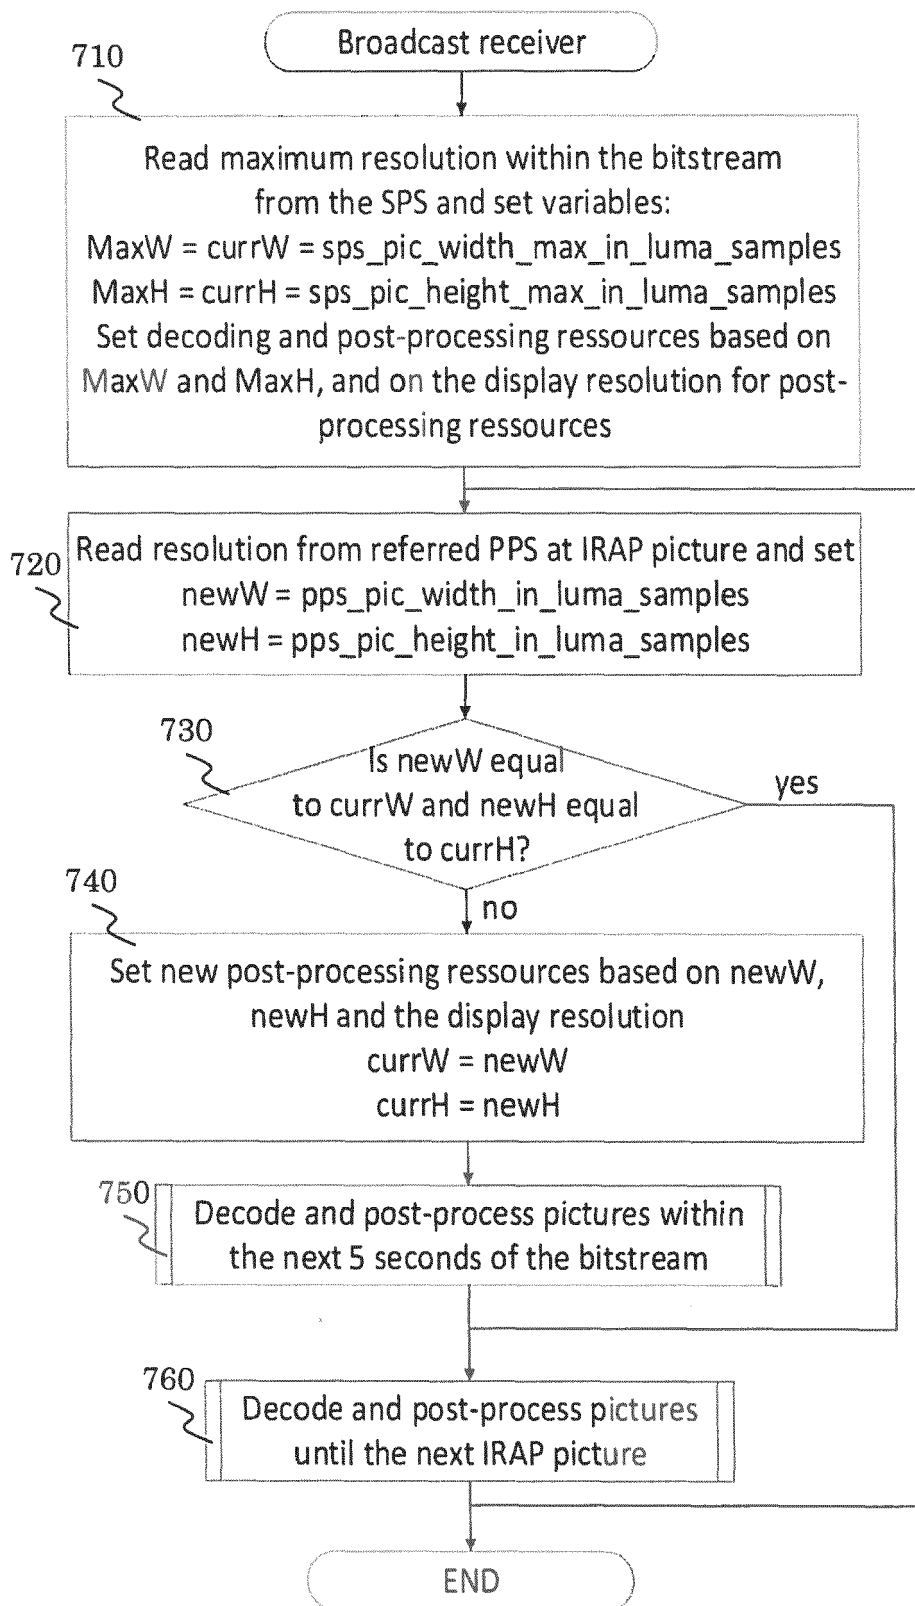 Broadcast receiver
710
Read maximum resolution within the bitstream
from the SPS and set variables:
MaxW = currW = sps_pic_width_max_in_luma_samples
MaxH = currH = sps_pic_height_max_in_luma_samples
Set decoding and post-processing ressources based on
MaxW and MaxH, and on the display resolution for post-
processing ressources
720
Read resolution from referred PPS at IRAP picture and set
newW = pps_pic_width_in_luma_samples
newH = pps_pic_height_in_luma_samples
730
Is newW equal
to currW and newH equal
to currH?
yes
no
740
Set new post-processing ressources based on newW,
newH and the display resolution
currW = newW
currH = newH
750
Decode and post-process pictures within
the next 5 seconds of the bitstream
760
Decode and post-process pictures
until the next IRAP picture
END